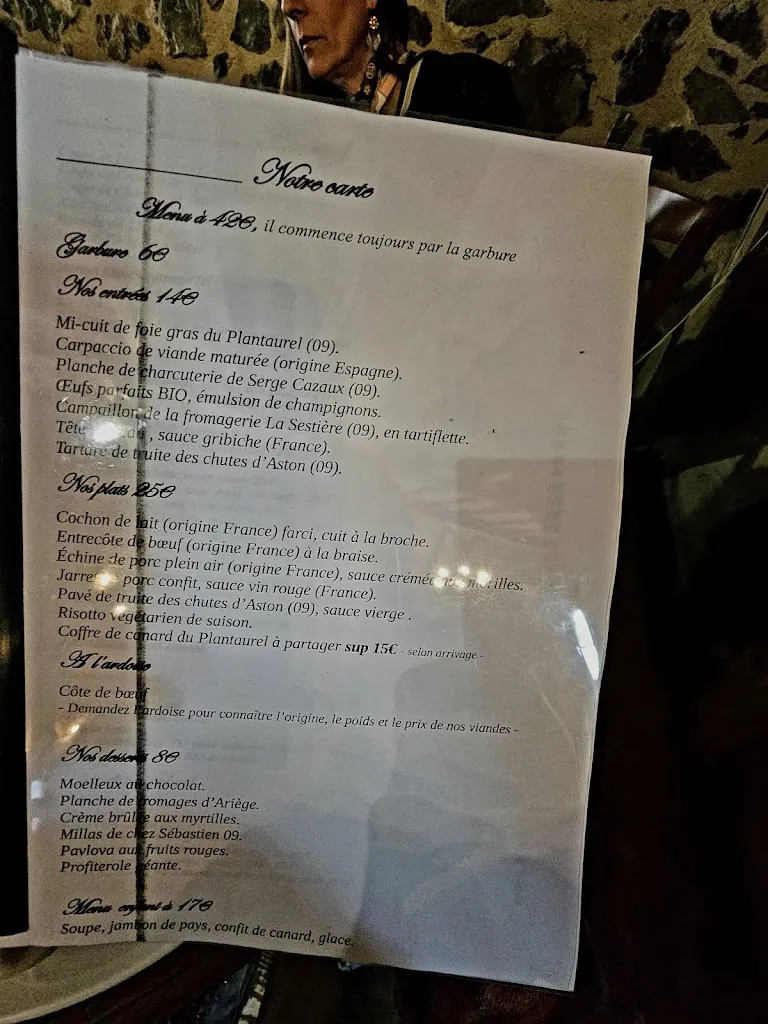 Notre carte
Menu à 42€, il commence toujours par la garbure
Garbure 6€
Nos entrées 14€
Mi-cuit de foie gras du Plantaurel (09).
Carpaccio de viande maturée (origine Espagne).
Planche de charcuterie de Serge Cazaux (09).
Œufs parfaits BIO, émulsion de champignons.
Campaillon de la fromagerie La Sestière (09), en tartiflette.
Tête , sauce gribiche (France).
Tartare de truite des chutes d'Aston (09).
Nos plats 25€
Cochon de lait (origine France) farci, cuit à la broche.
Entrecôte de bœuf (origine France) à la braise.
Échine de porc plein air (origine France), sauce crémée morilles.
Jarret porc confit, sauce vin rouge (France).
Pavé de truite des chutes d'Aston (09), sauce vierge .
Risotto végétarien de saison.
Coffre de canard du Plantaurel à partager sup 15€ - selon arrivage -
A l'ardoise
Côte de bœuf
- Demandez l'ardoise pour connaître l'origine, le poids et le prix de nos viandes -
Nos desserts 8€
Moelleux au chocolat.
Planche de fromages d'Ariège.
Crème brûlée aux myrtilles.
Millas de chez Sébastien 09.
Pavlova aux fruits rouges.
Profiterole géante.
Menu enfant à 17€
Soupe, jambon de pays, confit de canard, glace.